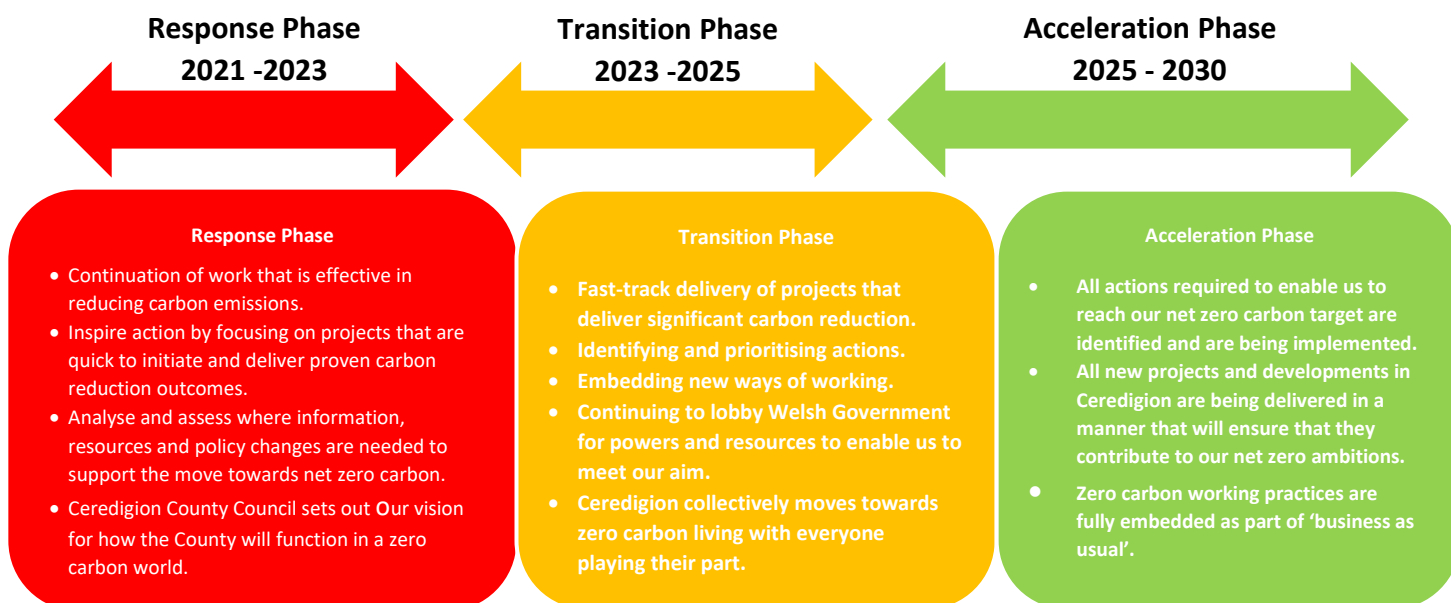 Response Phase
2021 -2023
Transition Phase
2023 -2025
Acceleration Phase
2025 - 2030
Response Phase
• Continuation of work that is effective in
reducing carbon emissions.
• Inspire action by focusing on projects that are
quick to initiate and deliver proven carbon
reduction outcomes.
• Analyse and assess where information,
resources and policy changes are needed to
support the move towards net zero carbon.
• Ceredigion County Council sets out Our vision
for how the County will function in a zero
carbon world.
Transition Phase
• Fast-track delivery of projects that
deliver significant carbon reduction.
• Identifying and prioritising actions.
• Embedding new ways of working.
• Continuing to lobby Welsh Government
for powers and resources to enable us to
meet our aim.
• Ceredigion collectively moves towards
zero carbon living with everyone
playing their part.
Acceleration Phase
• All actions required to enable us to
reach our net zero carbon target are
identified and are being implemented.
• All new projects and developments in
Ceredigion are being delivered in a
manner that will ensure that they
contribute to our net zero ambitions.
• Zero carbon working practices are
fully embedded as part of ‘business as
usual’.